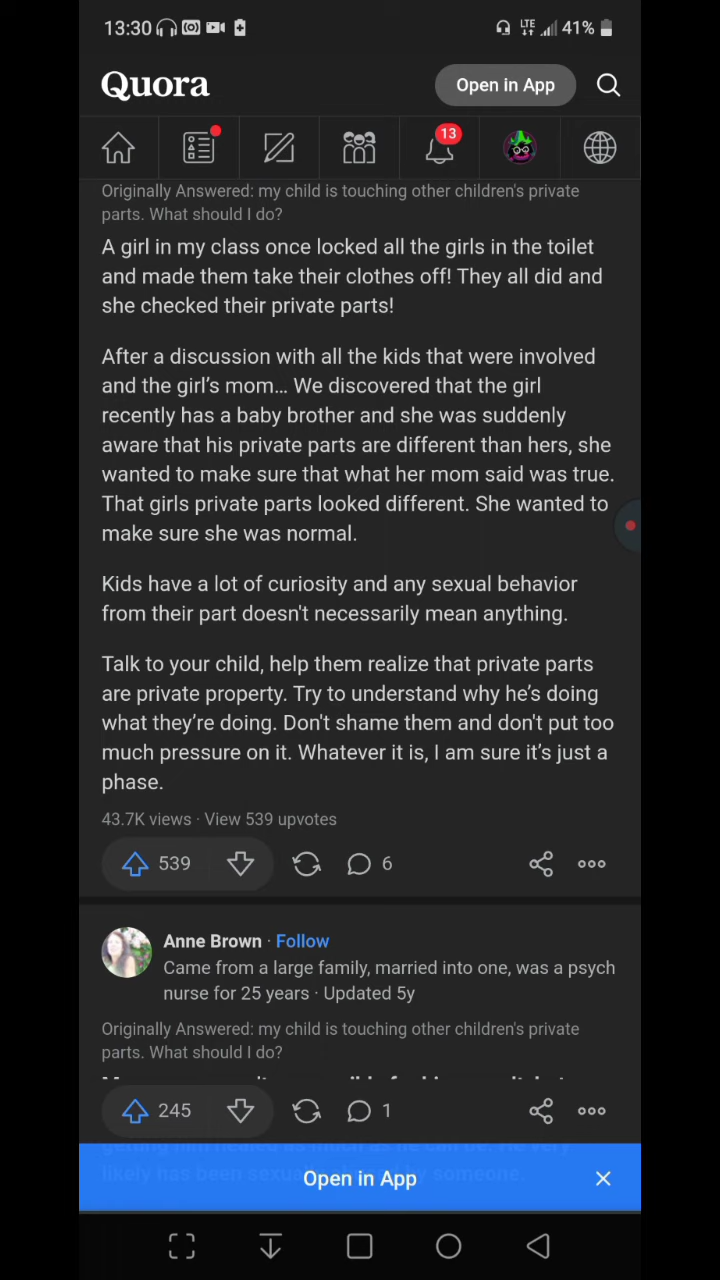 13:30
LTE
41%
Quora
Open in App
13
Originally Answered: my child is touching other children's private
parts. What should I do?
A girl in my class once locked all the girls in the toilet
and made them take their clothes off! They all did and
she checked their private parts!
After a discussion with all the kids that were involved
and the girl's mom... We discovered that the girl
recently has a baby brother and she was suddenly
aware that his private parts are different than hers, she
wanted to make sure that what her mom said was true.
That girls private parts looked different. She wanted to
make sure she was normal.
Kids have a lot of curiosity and any sexual behavior
from their part doesn't necessarily mean anything.
Talk to your child, help them realize that private parts
are private property. Try to understand why he's doing
what they're doing. Don't shame them and don't put too
much pressure on it. Whatever it is, I am sure it's just a
phase.
43.7K views · View 539 upvotes
539
6
Anne Brown · Follow
Came from a large family, married into one, was a psych
nurse for 25 years · Updated 5y
Originally Answered: my child is touching other children's private
parts. What should I do?
245
1
likely has been
someone.
Open in App